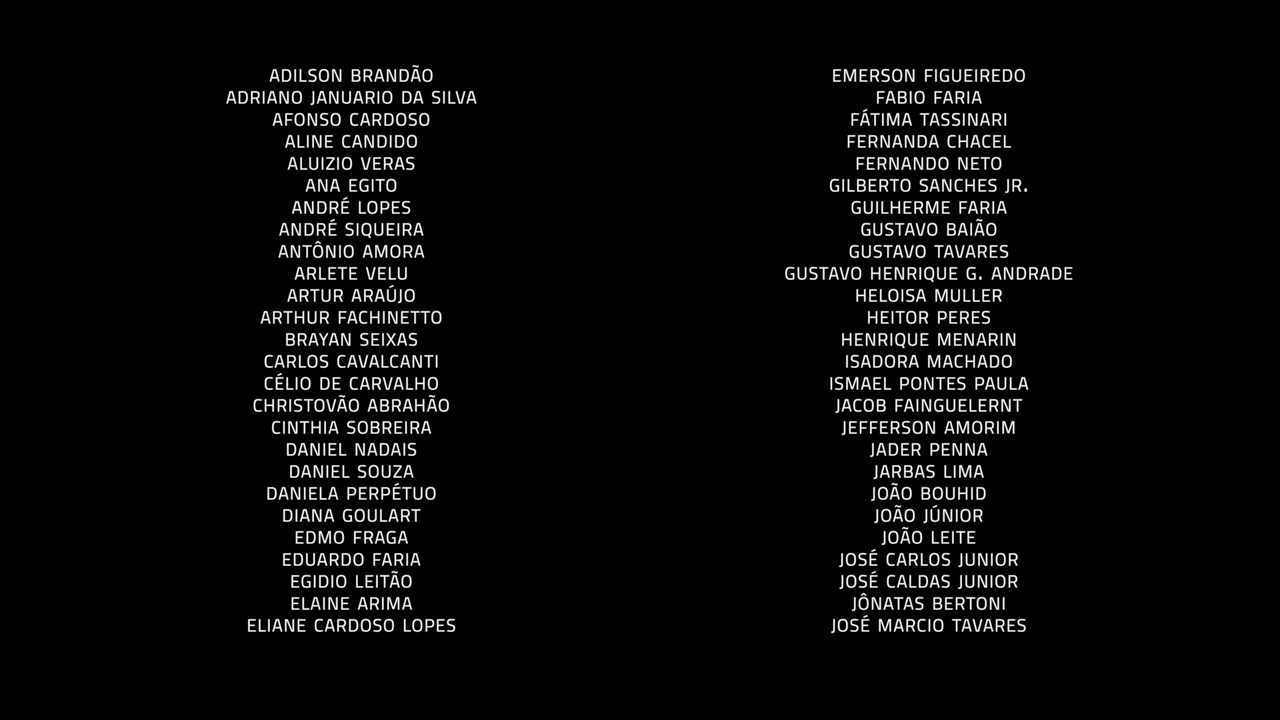 ADILSON BRANDÃO
ADRIANO JANUARIO DA SILVA
AFONSO CARDOSO
ALINE CANDIDO
ALUIZIO VERAS
ANA EGITO
ANDRÉ LOPES
ANDRÉ SIQUEIRA
ANTÔNIO AMORA
ARLETE VELU
ARTUR ARAÚJO
ARTHUR FACHINETTO
BRAYAN SEIXAS
CARLOS CAVALCANTI
CÉLIO DE CARVALHO
CHRISTOVÃO ABRAHÃO
CINTHIA SOBREIRA
DANIEL NADAIS
DANIEL SOUZA
DANIELA PERPÉTUO
DIANA GOULART
EDMO FRAGA
EDUARDO FARIA
EGIDIO LEITÃO
ELAINE ARIMA
ELIANE CARDOSO LOPES
EMERSON FIGUEIREDO
FABIO FARIA
FÁTIMA TASSINARI
FERNANDA CHACEL
FERNANDO NETO
GILBERTO SANCHES JR.
GUILHERME FARIA
GUSTAVO BAIÃO
GUSTAVO TAVARES
GUSTAVO HENRIQUE G. ANDRADE
HELOISA MULLER
HEITOR PERES
HENRIQUE MENARIN
ISADORA MACHADO
ISMAEL PONTES PAULA
JACOB FAINGUELERNT
JEFFERSON AMORIM
JADER PENNA
JARBAS LIMA
JOÃO BOUHID
JOÃO JÚNIOR
JOÃO LEITE
JOSÉ CARLOS JUNIOR
JOSÉ CALDAS JUNIOR
JÔNATAS BERTONI
JOSÉ MARCIO TAVARES